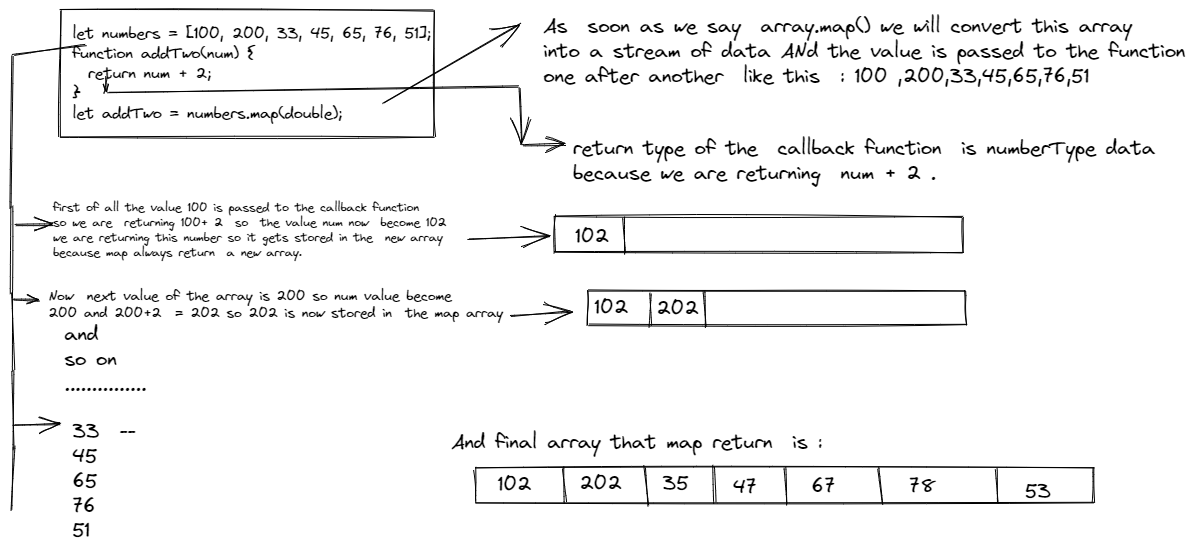 let numbers = [100, 200, 33, 45, 65, 76, 51];
function addTwo(num) {
return num + 2;
}
let addTwo = numbers.map(double);
As soon as we say array.map() we will convert this array
into a stream of data ANd the value is passed to the function
one after another like this : 100 ,200,33,45,65,76,51
return type of the callback function is numberType data
because we are returning num + 2 .
first of all the value 100 is passed to the callback function
so we are returning 100+ 2 so the value num now become 102
we are returning this number so it gets stored in the new array
because map always return a new array.
102
Now next value of the array is 200 so num value become
200 and 200+2 = 202 so 202 is now stored in the map array
102 202
and
so on
...............
33 --
45
65
76
51
And final array that map return is :
102 202 35 47 67 78 53